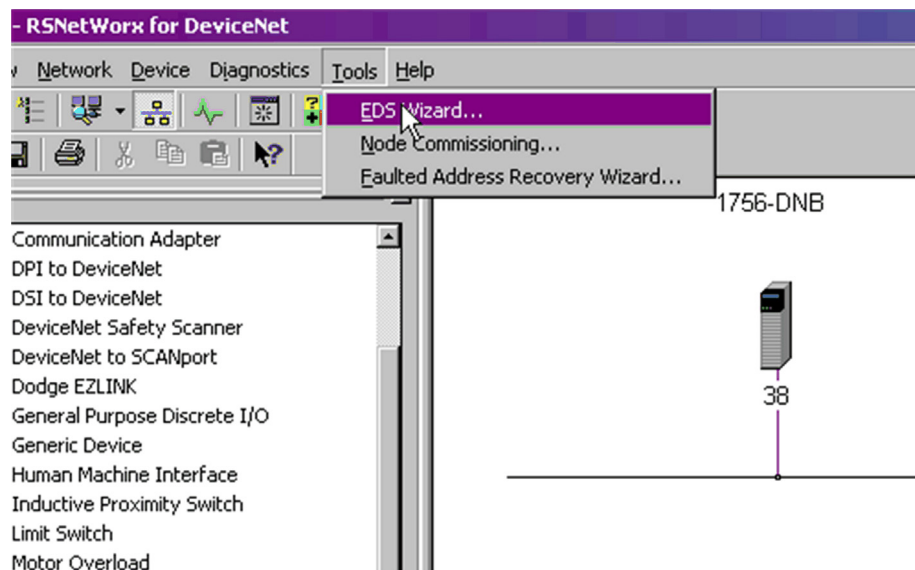 - RSNetWorx for DeviceNet
Network Device Diagnostics Tools Help
EDS Wizard...
Node Commissioning...
Faulted Address Recovery Wizard...
1756-DNB
Communication Adapter
DPI to DeviceNet
DSI to DeviceNet
DeviceNet Safety Scanner
DeviceNet to SCANport
Dodge EZLINK
General Purpose Discrete I/O
Generic Device
Human Machine Interface
Inductive Proximity Switch
Limit Switch
Motor Overload
38